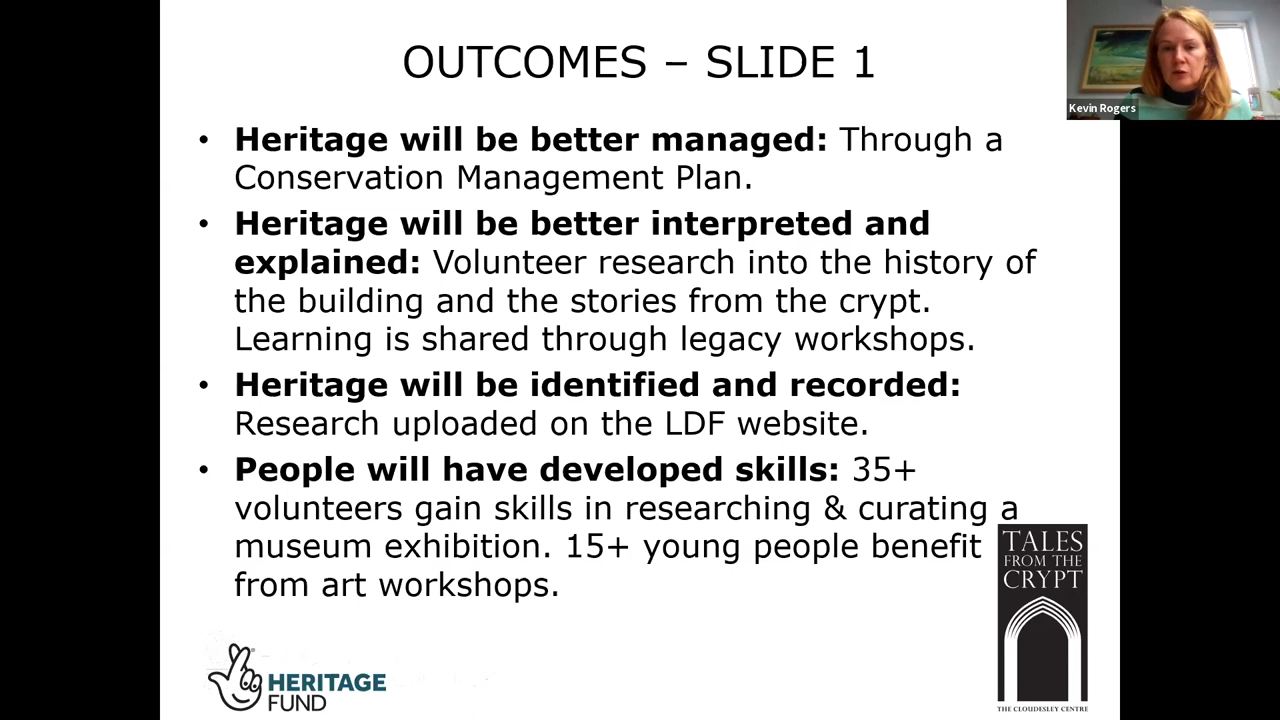 OUTCOMES – SLIDE 1
Kevin Rogers
• Heritage will be better managed: Through a
Conservation Management Plan.
• Heritage will be better interpreted and
explained: Volunteer research into the history of
the building and the stories from the crypt.
Learning is shared through legacy workshops.
• Heritage will be identified and recorded:
Research uploaded on the LDF website.
• People will have developed skills: 35+
volunteers gain skills in researching & curating a
museum exhibition. 15+ young people benefit
from art workshops.
TALES
FROM THE
CRYPT
THE CLOUDESLEY CENTRE
HERITAGE
FUND